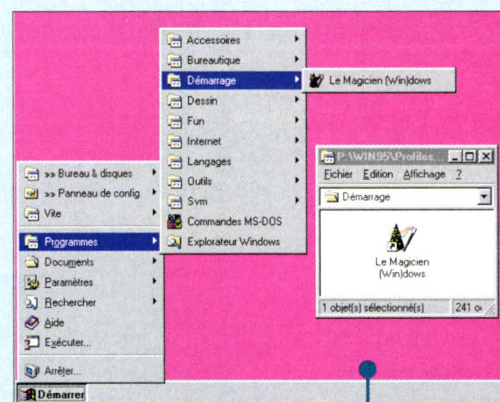 Accessoires
Bureautique
Démarrage
Dessin
Fun
Internet
Langages
Outils
Svm
Commandes MS-DOS
Explorateur Windows
Le Magicien (Win)dows
>> Bureau & disques
>> Panneau de config
Vite
Programmes
Documents
Paramètres
Rechercher
Aide
Exécuter...
Arrêter...
Démarrer
P:\WIN95\Profiles...
Fichier Edition Affichage ?
Démarrage
Le Magicien
(Win)dows
1 objet(s) sélectionné(s) 241 o